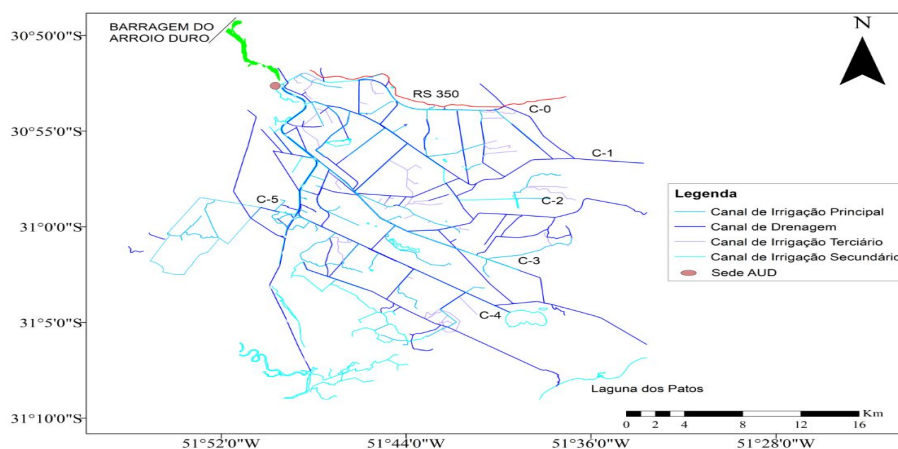 BARRAGEM DO
ARROIO DURO
N
30°50'0"S
RS 350
C-0
30°55'0"S
C-1
Legenda
Canal de Irrigação Principal
C-2
C-5
Canal de Drenagem
31°0'0"S
Canal de Irrigação Terciário
Canal de Irrigação Secundário
C-3
Sede AUD
C-4
31°5'0"S
Laguna dos Patos
Km
0 2 4 8 12 16
31°10'0"S
51°52'0"W 51°44'0"W 51°36'0"W 51°28'0"W